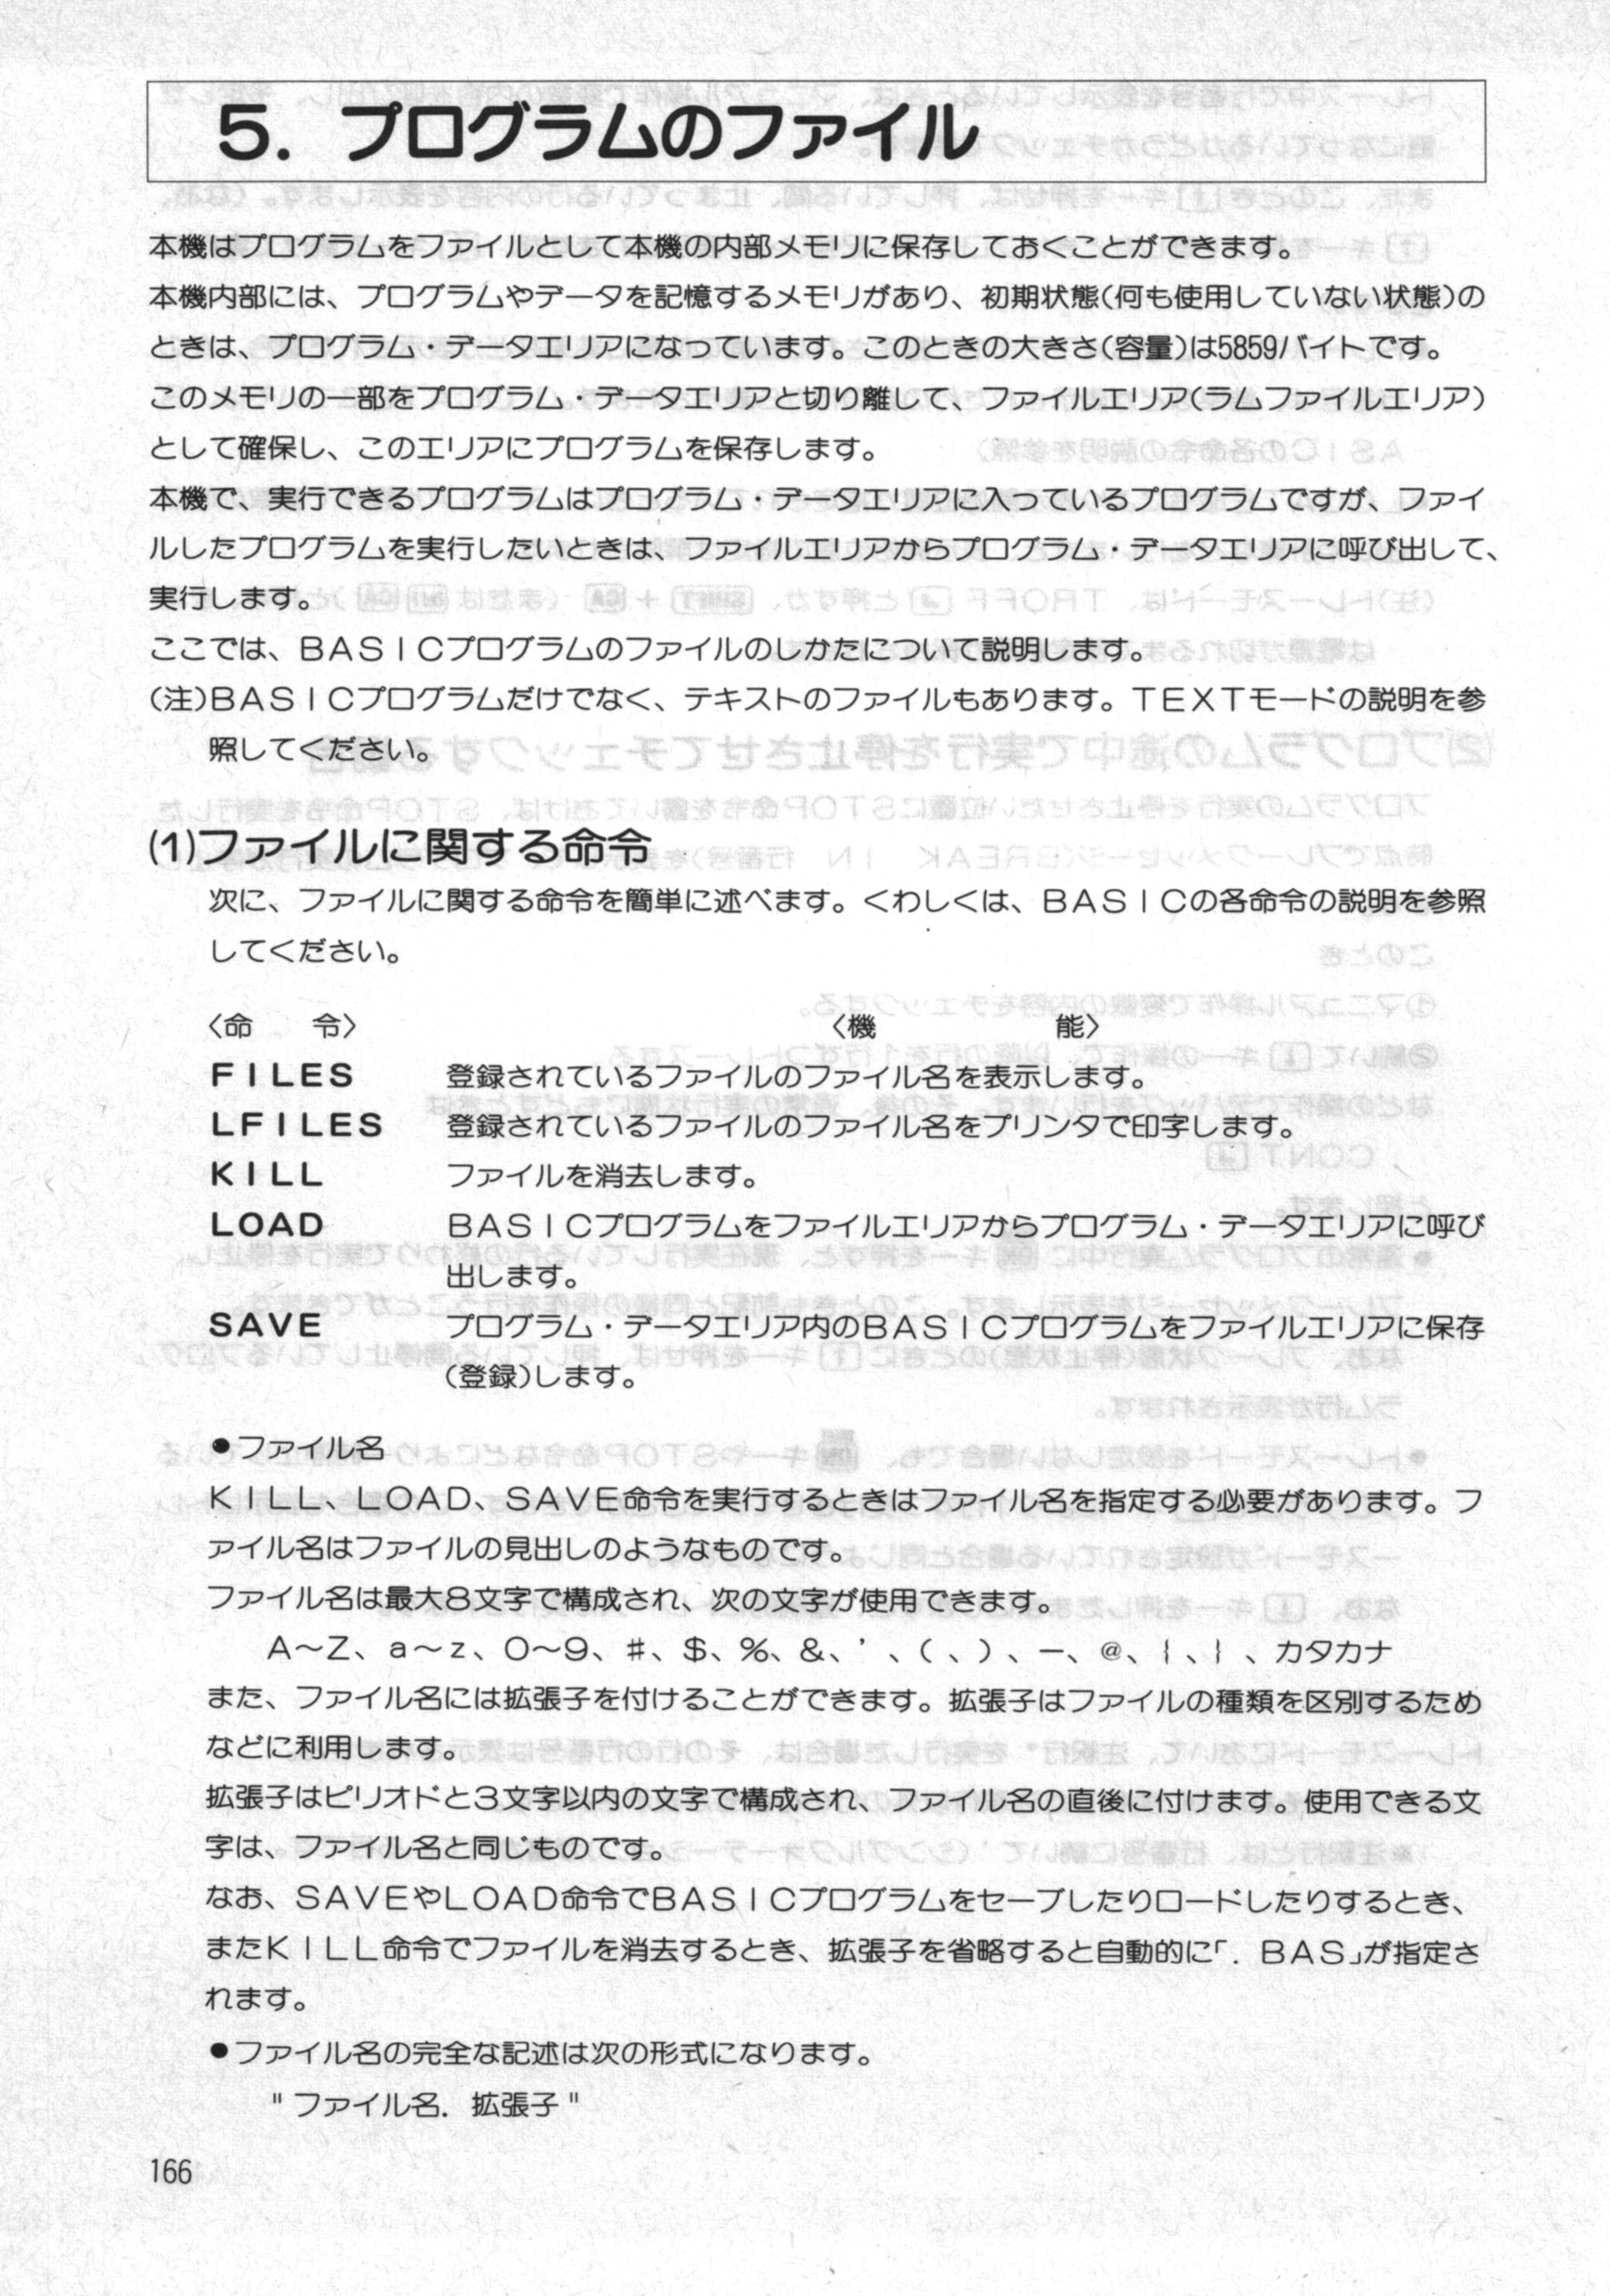 5. プログラムのファイル
本機はプログラムをファイルとして本機の内部メモリに保存しておくことができます。
本機内部には、プログラムやデータを記憶するメモリがあり、初期状態(何も使用していない状態)の
ときは、プログラム・データエリアになっています。このときの大きさ(容量)は5859バイトです。
このメモリの一部をプログラム・データエリアと切り離して、ファイルエリア(ラムファイルエリア)
として確保し、このエリアにプログラムを保存します。
本機で、実行できるプログラムはプログラム・データエリアに入っているプログラムですが、ファイ
ルしたプログラムを実行したいときは、ファイルエリアからプログラム・データエリアに呼び出して、
実行します。
ここでは、BASICプログラムのファイルのしかたについて説明します。
(注)BASICプログラムだけでなく、テキストのファイルもあります。TEXTモードの説明を参
照してください。
(1)ファイルに関する命令
次に、ファイルに関する命令を簡単に述べます。くわしくは、BASICの各命令の説明を参照
してください。
〈命　令〉 〈機　能〉
FILES 登録されているファイルのファイル名を表示します。
LFILES 登録されているファイルのファイル名をプリンタで印字します。
KILL ファイルを消去します。
LOAD BASICプログラムをファイルエリアからプログラム・データエリアに呼び
出します。
SAVE プログラム・データエリア内のBASICプログラムをファイルエリアに保存
(登録)します。
●ファイル名
KILL、LOAD、SAVE命令を実行するときはファイル名を指定する必要があります。フ
ァイル名はファイルの見出しのようなものです。
ファイル名は最大8文字で構成され、次の文字が使用できます。
A〜Z、a〜z、0〜9、#、$、%、&、'、(、)、ー、@、{、}、カタカナ
また、ファイル名には拡張子を付けることができます。拡張子はファイルの種類を区別するため
などに利用します。
拡張子はピリオドと3文字以内の文字で構成され、ファイル名の直後に付けます。使用できる文
字は、ファイル名と同じものです。
なお、SAVEやLOAD命令でBASICプログラムをセーブしたりロードしたりするとき、
またKILL命令でファイルを消去するとき、拡張子を省略すると自動的に「．BAS」が指定さ
れます。
●ファイル名の完全な記述は次の形式になります。
"ファイル名．拡張子"
166